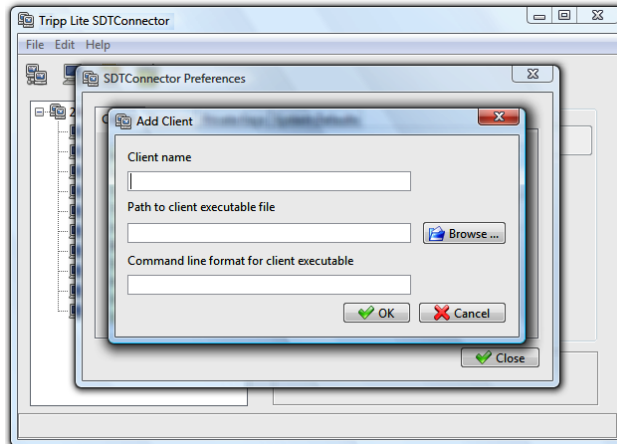 Tripp Lite SDTConnector
File Edit Help
SDTConnector Preferences
Add Client
Client name
Path to client executable file
Browse ...
Command line format for client executable
OK Cancel
Close